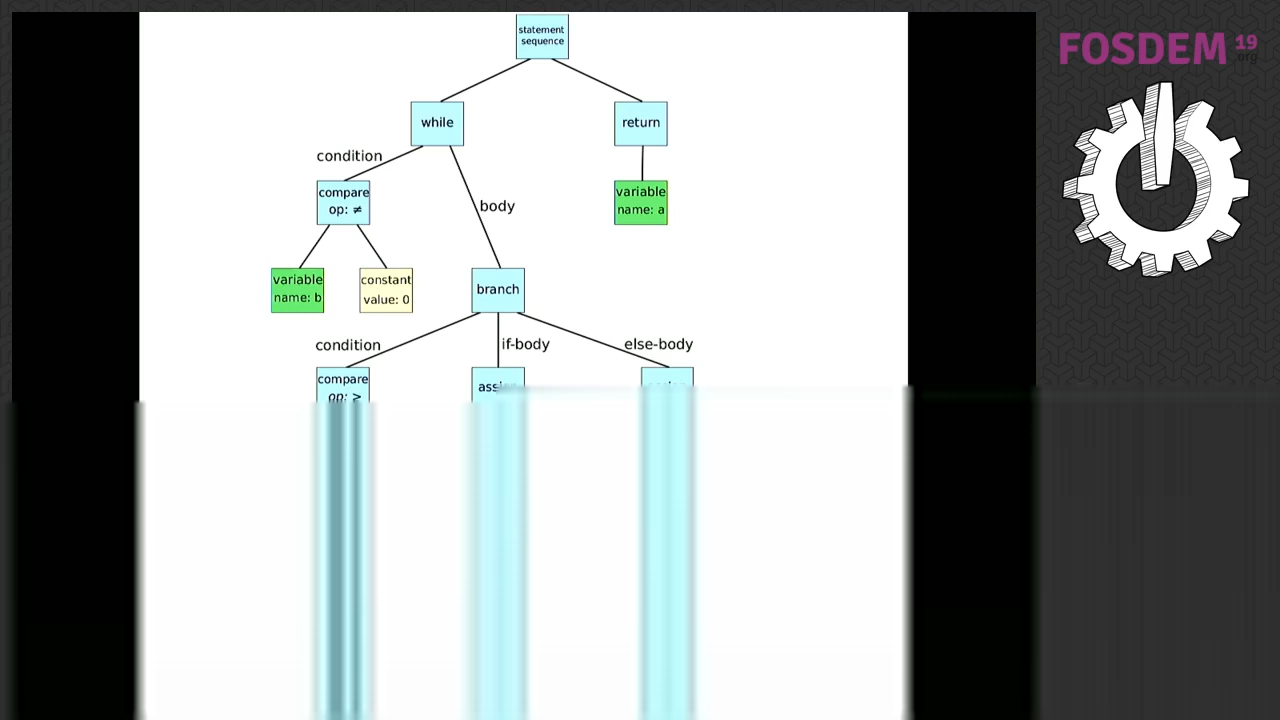 statement
sequence
FOSDEM 19
.org
while
return
condition
compare
op: ≠
variable
name: a
body
variable
name: b
constant
value: 0
branch
condition
if-body
else-body
compare
op: ≥